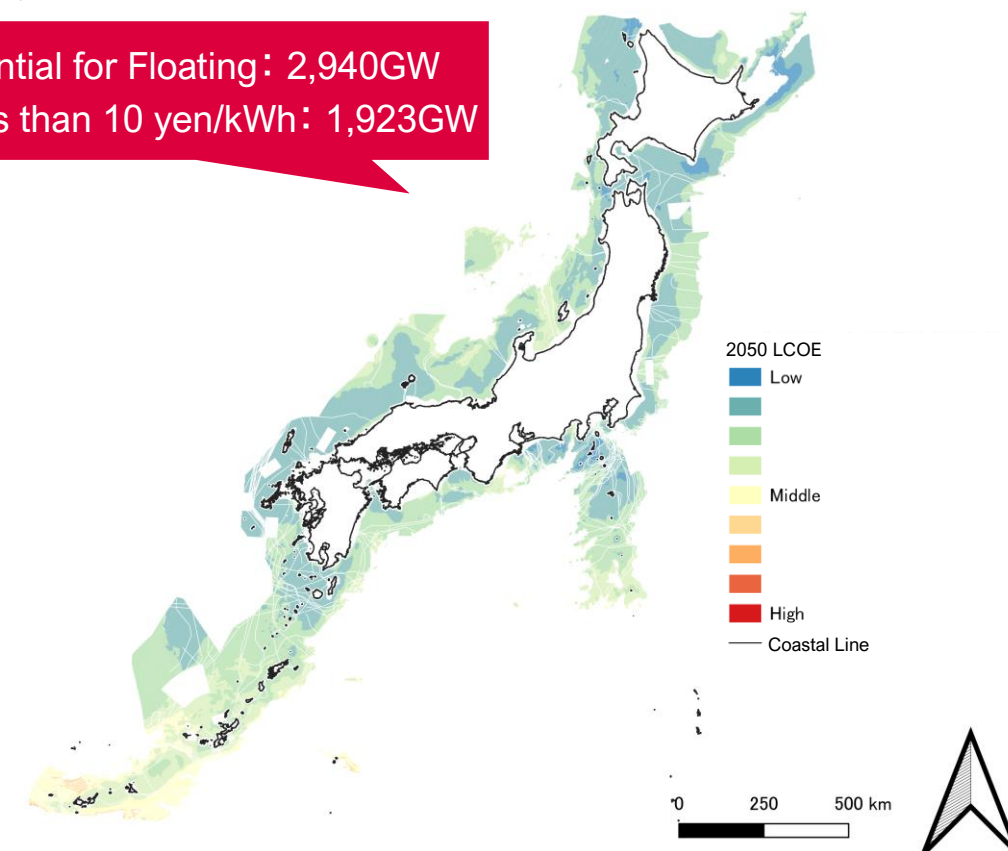 ntial for Floating：2,940GW
s than 10 yen/kWh：1,923GW
2050 LCOE
Low
Middle
High
Coastal Line
0 250 500 km